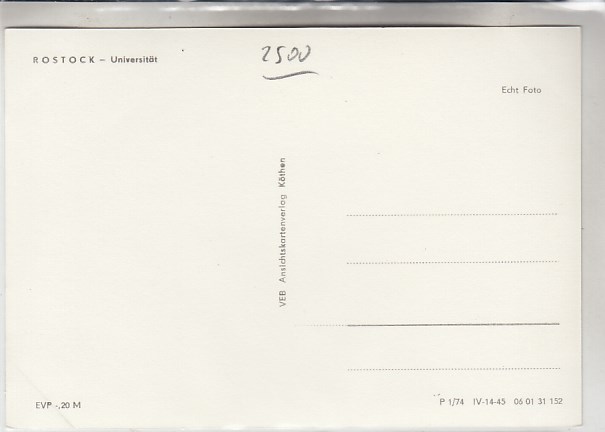 2500
ROSTOCK – Universität
Echt Foto
VEB Ansichtskartenverlag Köthen
EVP -,20 M
P 1/74 IV-14-45 06 01 31 152